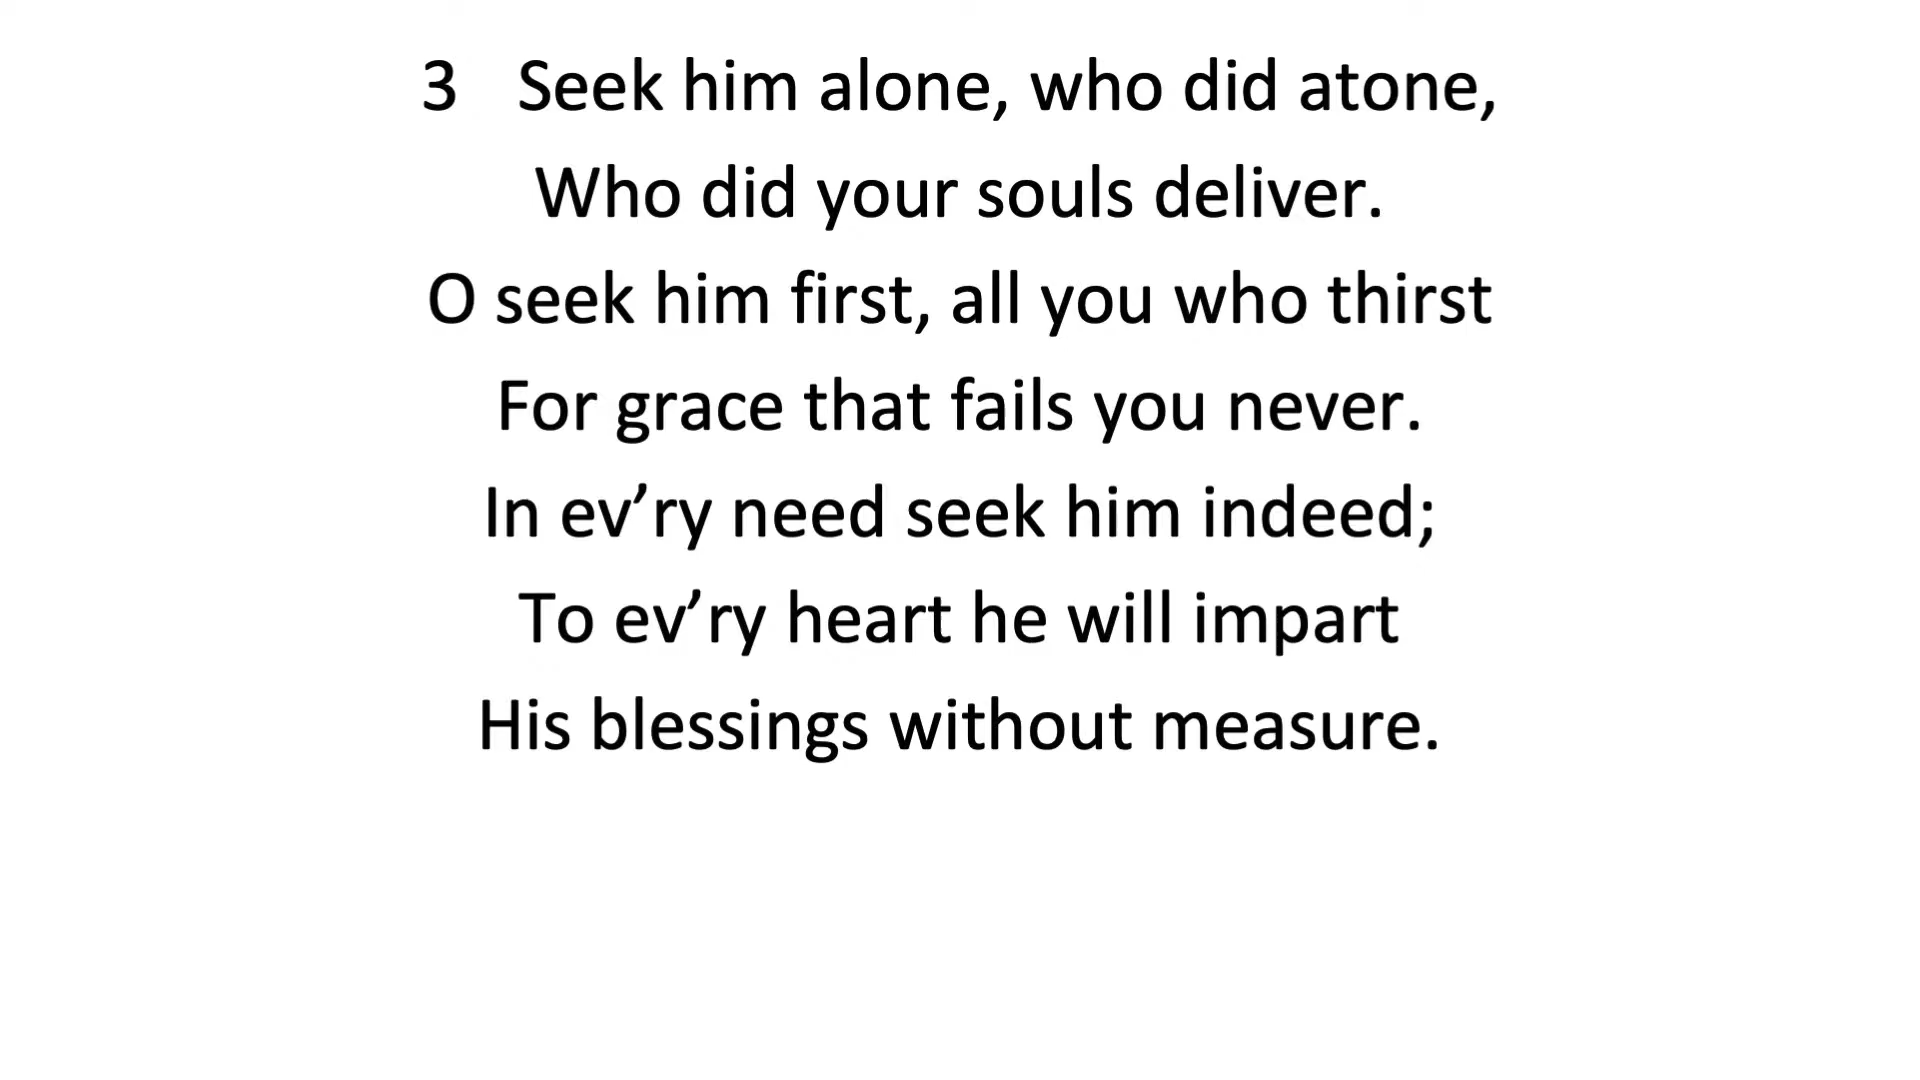 3 Seek him alone, who did atone,
Who did your souls deliver.
O seek him first, all you who thirst
For grace that fails you never.
In ev’ry need seek him indeed;
To ev’ry heart he will impart
His blessings without measure.